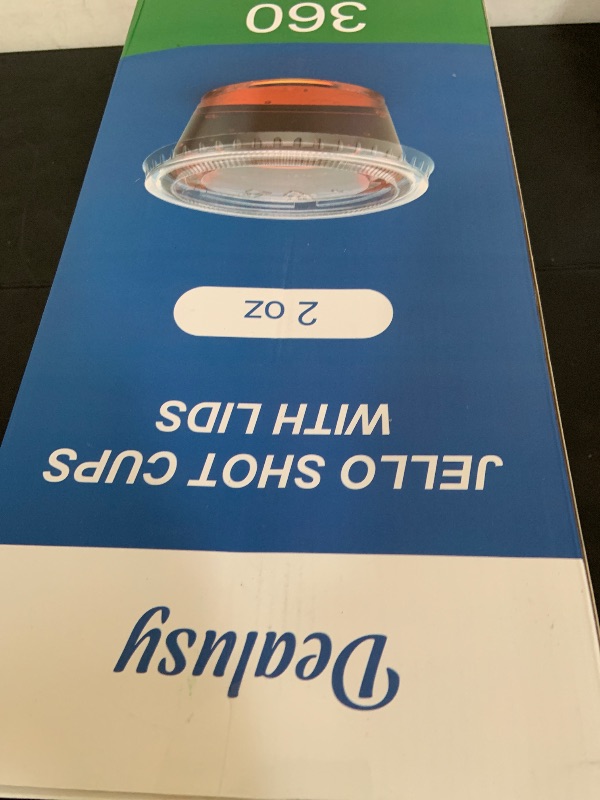 Dealusy
JELLO SHOT CUPS
WITH LIDS
2 oz
360